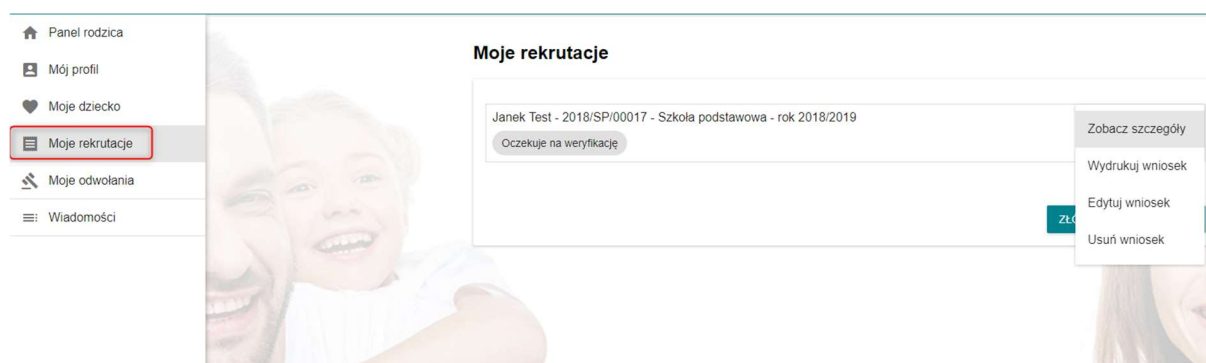 Panel rodzica
Mój profil
Moje dziecko
Moje rekrutacje
Moje odwołania
Wiadomości
Moje rekrutacje
Janek Test - 2018/SP/00017 - Szkoła podstawowa - rok 2018/2019
Oczekuje na weryfikację
Zobacz szczegóły
Wydrukuj wniosek
Edytuj wniosek
Usuń wniosek